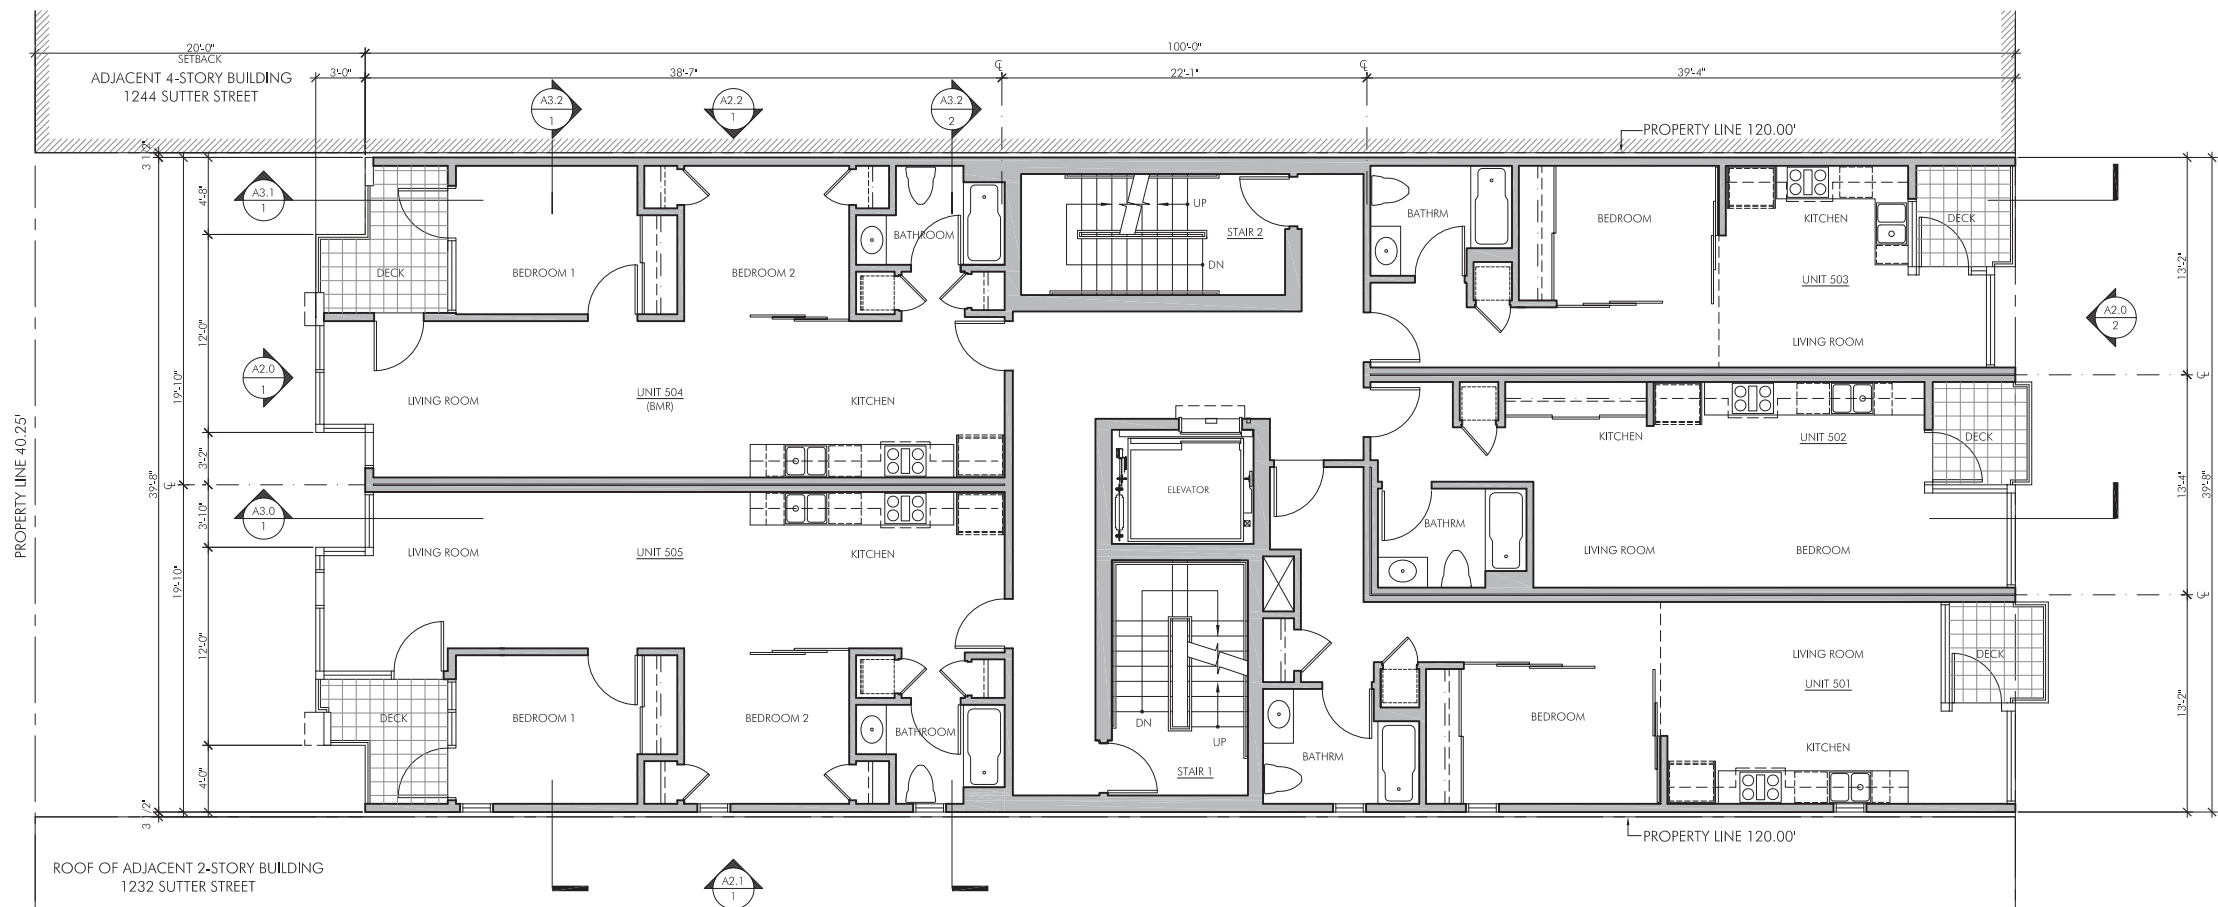 20'-0"
SETBACK
100'-0"
ADJACENT 4-STORY BUILDING
1244 SUTTER STREET
3'-0"
38'-7"
℄
22'-1"
℄
39'-4"
A3.2
1
A2.2
1
A3.2
2
PROPERTY LINE 120.00'
3 1/2"
A3.1
1
4'-8"
DECK
BEDROOM 1
BEDROOM 2
BATHROOM
UP
STAIR 2
DN
BATHRM
BEDROOM
KITCHEN
DECK
UNIT 503
LIVING ROOM
13'-2"
A2.0
2
12'-0"
A2.0
1
19'-10"
LIVING ROOM
UNIT 504
(BMR)
KITCHEN
3'-2"
39'-8"
℄
PROPERTY LINE 40.25'
KITCHEN
UNIT 502
DECK
℄
13'-4"
39'-8"
ELEVATOR
BATHRM
LIVING ROOM
BEDROOM
A3.0
1
3'-10"
LIVING ROOM
UNIT 505
KITCHEN
19'-10"
12'-0"
℄
LIVING ROOM
DECK
UNIT 501
13'-2"
DECK
BEDROOM 1
BEDROOM 2
BATHROOM
DN
UP
STAIR 1
BATHRM
BEDROOM
KITCHEN
4'-0"
3 1/2"
PROPERTY LINE 120.00'
ROOF OF ADJACENT 2-STORY BUILDING
1232 SUTTER STREET
A2.1
1